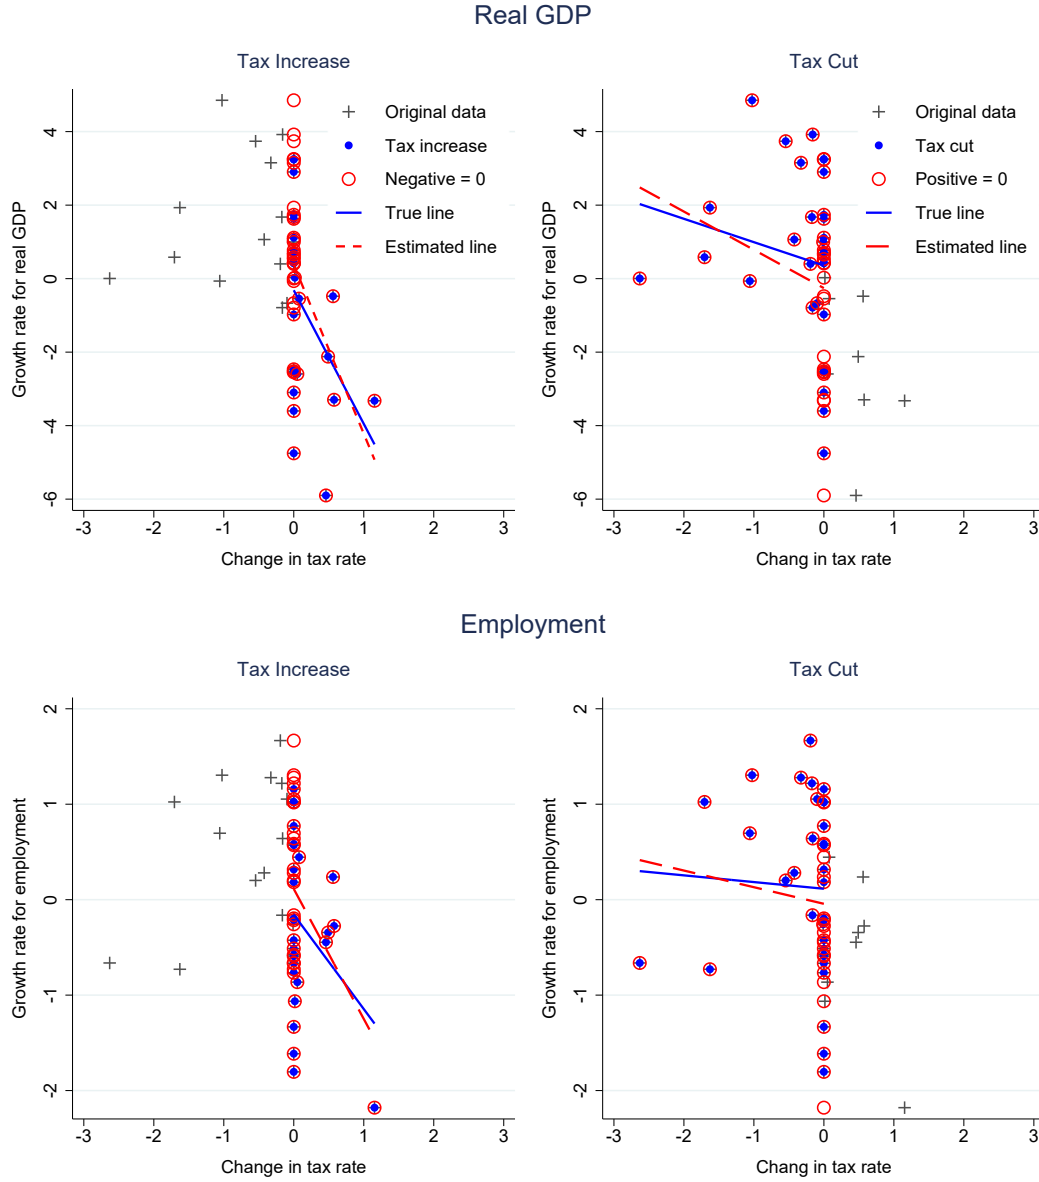 Real GDP
Tax Increase
Growth rate for real GDP
4
2
0
-2
-4
-6
-3 -2 -1 0 1 2 3
Change in tax rate
Original data
Tax increase
Negative = 0
True line
Estimated line
Tax Cut
Growth rate for real GDP
4
2
0
-2
-4
-6
-3 -2 -1 0 1 2 3
Chang in tax rate
Original data
Tax cut
Positive = 0
True line
Estimated line
Employment
Tax Increase
Growth rate for employment
2
1
0
-1
-2
-3 -2 -1 0 1 2 3
Change in tax rate
Tax Cut
Growth rate for employment
2
1
0
-1
-2
-3 -2 -1 0 1 2 3
Chang in tax rate